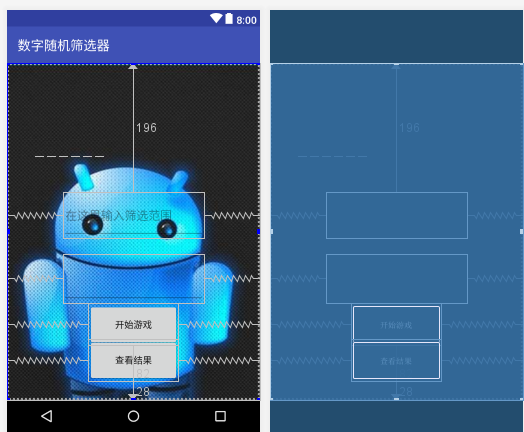 8:00
数字随机筛选器
196
196
在这里输入筛选范围
开始游戏
开始游戏
查看结果
查看结果
82
28
28